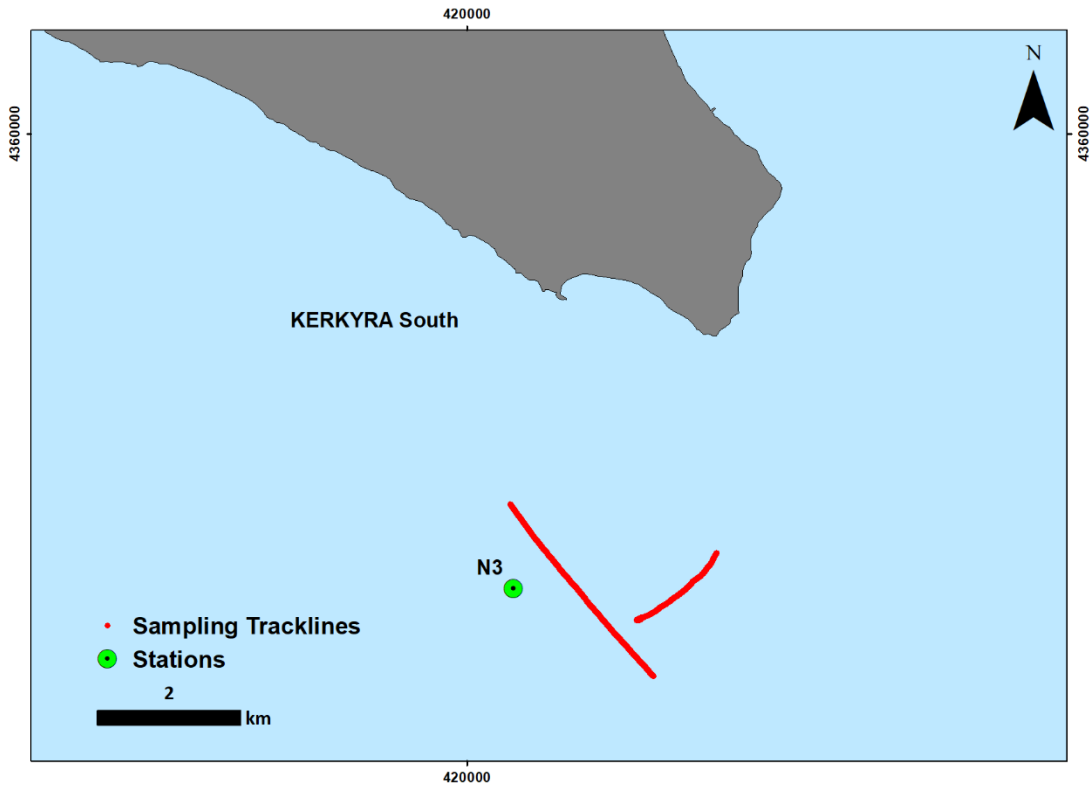 420000
N
4360000
4360000
KERKYRA South
N3
Sampling Tracklines
Stations
2
km
420000